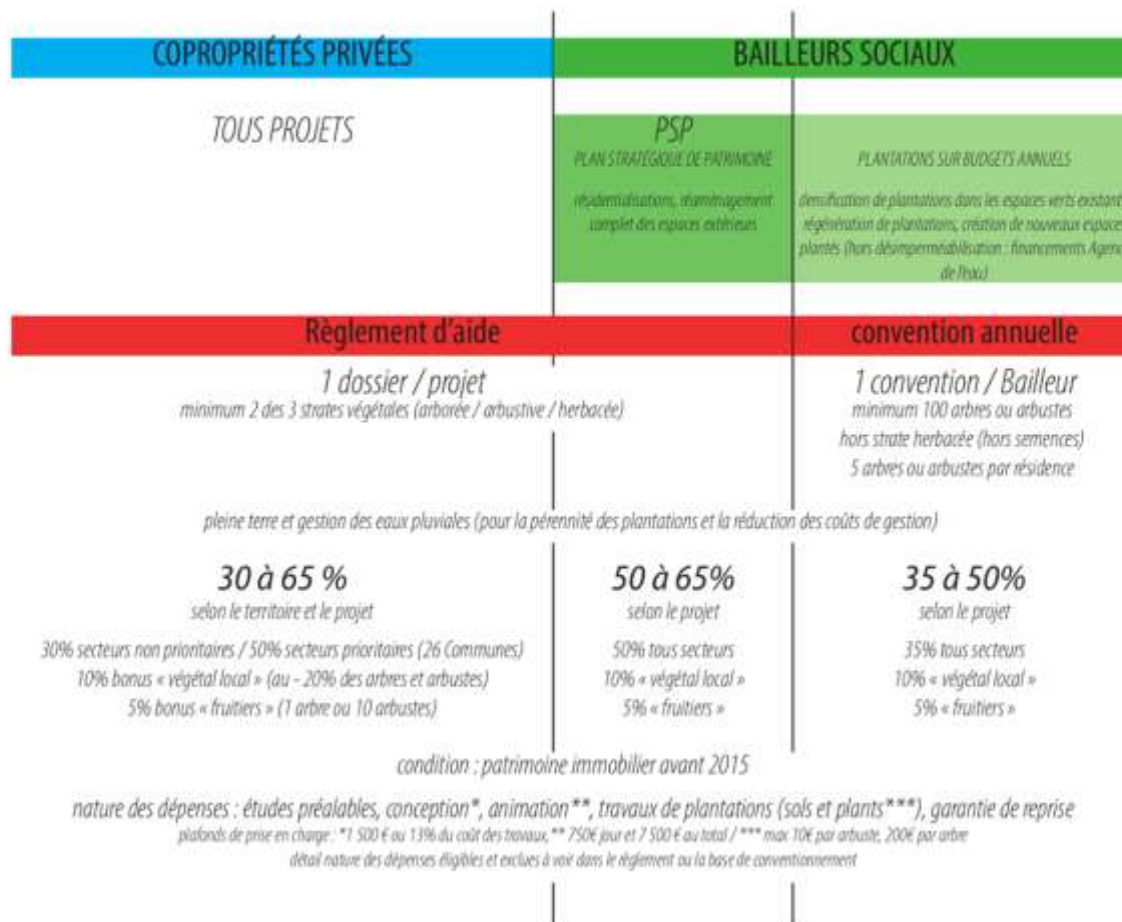 COPROPRIÉTÉS PRIVÉES
BAILLEURS SOCIAUX
TOUS PROJETS
PSP
PLAN STRATÉGIQUE DE PATRIMOINE
résidentialisations, réaménagement
complet des espaces extérieurs
PLANTATIONS SUR BUDGETS ANNUELS
densification de plantations dans les espaces verts existant
régénération de plantations, création de nouveaux espaces
plantés (hors désimperméabilisation : financements Agenc
de l'eau)
Règlement d'aide
convention annuelle
1 dossier / projet
minimum 2 des 3 strates végétales (arborée / arbustive / herbacée)
1 convention / Bailleur
minimum 100 arbres ou arbustes
hors strate herbacée (hors semences)
5 arbres ou arbustes par résidence
pleine terre et gestion des eaux pluviales (pour la pérennité des plantations et la réduction des coûts de gestion)
30 à 65 %
selon le territoire et le projet
30% secteurs non prioritaires / 50% secteurs prioritaires (26 Communes)
10% bonus « végétal local » (au - 20% des arbres et arbustes)
5% bonus « fruitiers » (1 arbre ou 10 arbustes)
50 à 65%
selon le projet
50% tous secteurs
10% « végétal local »
5% « fruitiers »
35 à 50%
selon le projet
35% tous secteurs
10% « végétal local »
5% « fruitiers »
condition : patrimoine immobilier avant 2015
nature des dépenses : études préalables, conception*, animation**, travaux de plantations (sols et plants***), garantie de reprise
plafonds de prise en charge : *1 500 € ou 13% du coût des travaux, ** 750€ jour et 7 500 € au total / *** max 10€ par arbuste, 200€ par arbre
détail nature des dépenses éligibles et exclues à voir dans le règlement ou la base de conventionnement